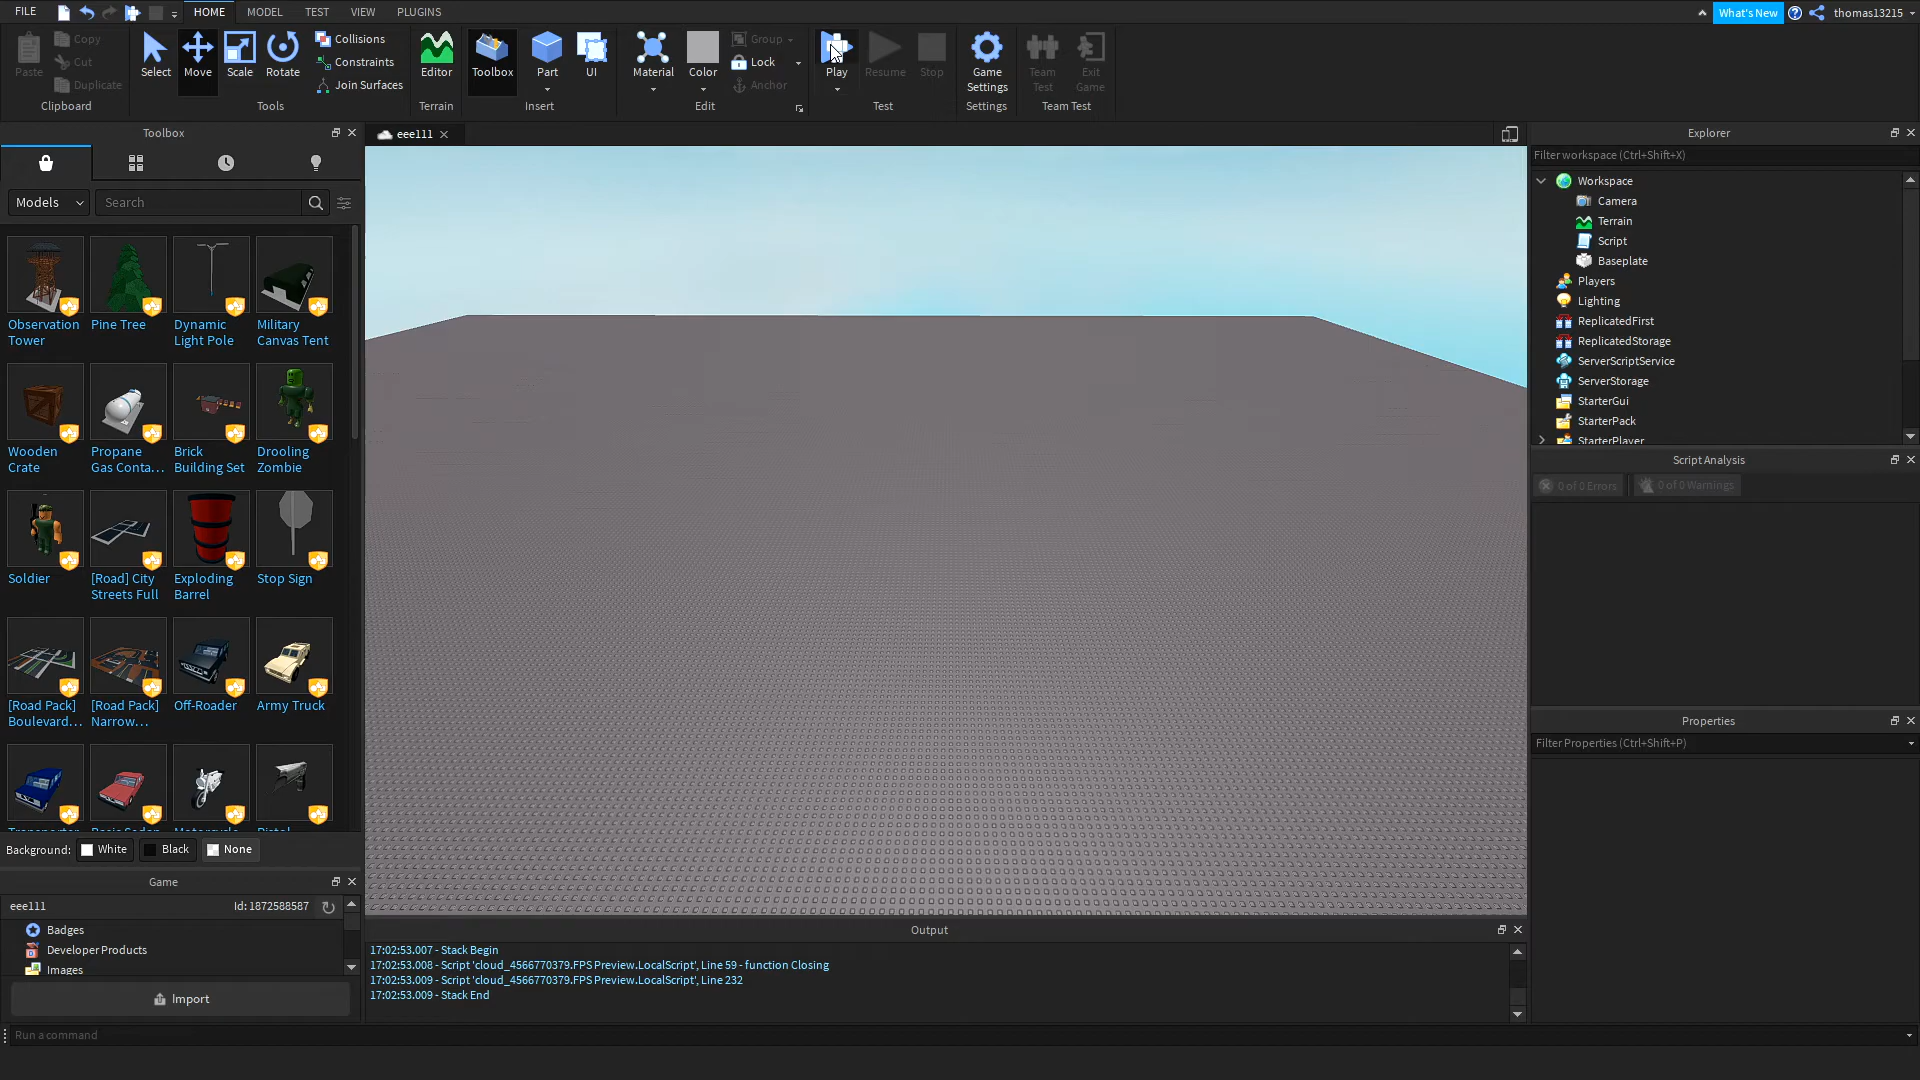 FILE
HOME
MODEL
TEST
VIEW
PLUGINS
What's New
thomas13215
Paste
Copy
Cut
Duplicate
Clipboard
Select
Move
Scale
Rotate
Collisions
Constraints
Join Surfaces
Tools
Editor
Terrain
Toolbox
Part
UI
Insert
Material
Color
Group
Lock
Anchor
Edit
Play
Resume
Stop
Test
Game
Settings
Settings
Team
Test
Exit
Game
Team Test
Toolbox
Models
Search
Observation
Tower
Pine Tree
Dynamic
Light Pole
Military
Canvas Tent
Wooden
Crate
Propane
Gas Conta...
Brick
Building Set
Drooling
Zombie
Soldier
[Road] City
Streets Full
Exploding
Barrel
Stop Sign
[Road Pack]
Boulevard...
[Road Pack]
Narrow...
Off-Roader
Army Truck
Background:
White
Black
None
Game
eee111
Id: 1872588587
Badges
Developer Products
Images
Import
Run a command
eee111
Output
17:02:53.007 - Stack Begin
17:02:53.008 - Script 'cloud_4566770379.FPS Preview.LocalScript', Line 59 - function Closing
17:02:53.009 - Script 'cloud_4566770379.FPS Preview.LocalScript', Line 232
17:02:53.009 - Stack End
Explorer
Filter workspace (Ctrl+Shift+X)
Workspace
Camera
Terrain
Script
Baseplate
Players
Lighting
ReplicatedFirst
ReplicatedStorage
ServerScriptService
ServerStorage
StarterGui
StarterPack
StarterPlayer
Script Analysis
0 of 0 Errors
0 of 0 Warnings
Properties
Filter Properties (Ctrl+Shift+P)